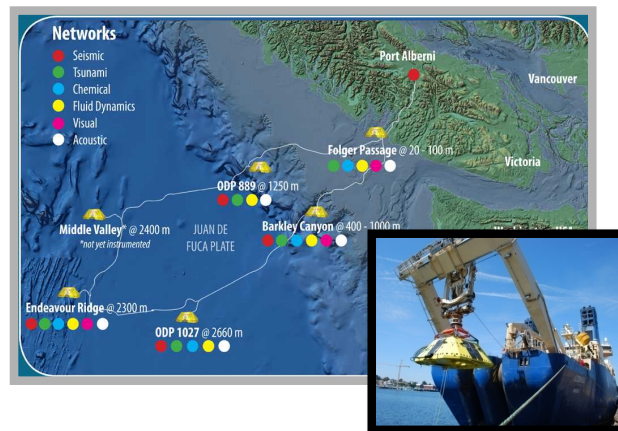 Networks
Seismic
Tsunami
Chemical
Fluid Dynamics
Visual
Acoustic
Port Alberni
Vancouver
Folger Passage @ 20 - 100 m
Victoria
ODP 889 @ 1250 m
Middle Valley* @ 2400 m
*not yet instrumented
JUAN DE
FUCA PLATE
Barkley Canyon @ 400 - 1000 m
Endeavour Ridge @ 2300 m
ODP 1027 @ 2660 m